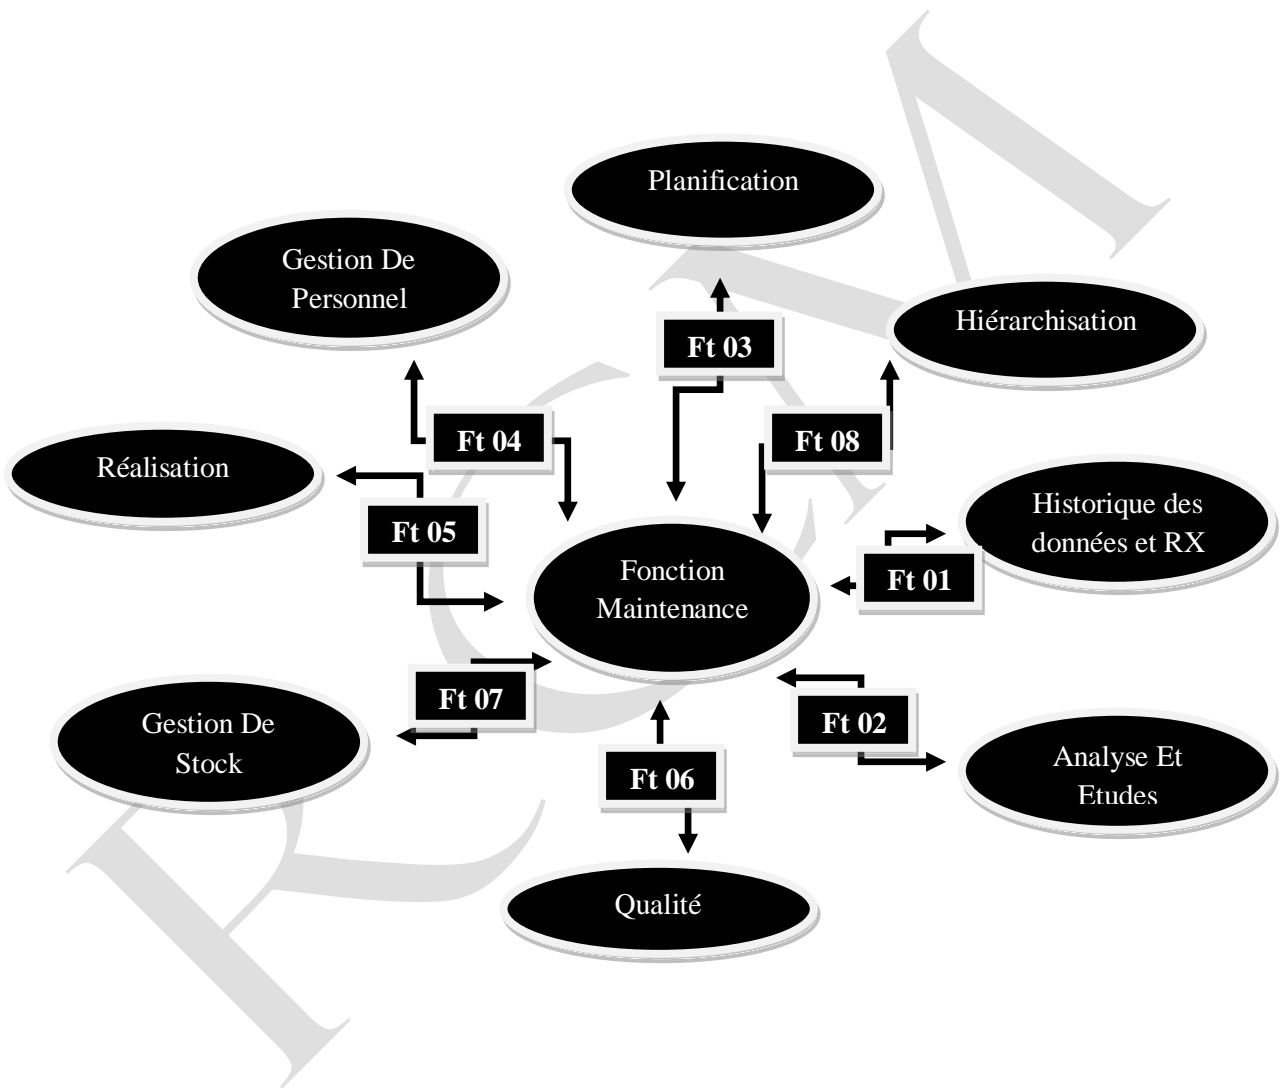 Planification
Gestion De
Personnel
Hiérarchisation
Ft 03
Ft 04
Ft 08
Réalisation
Historique des
données et RX
Ft 05
Ft 01
Fonction
Maintenance
Ft 07
Ft 02
Gestion De
Stock
Analyse Et
Etudes
Ft 06
Qualité
RCM